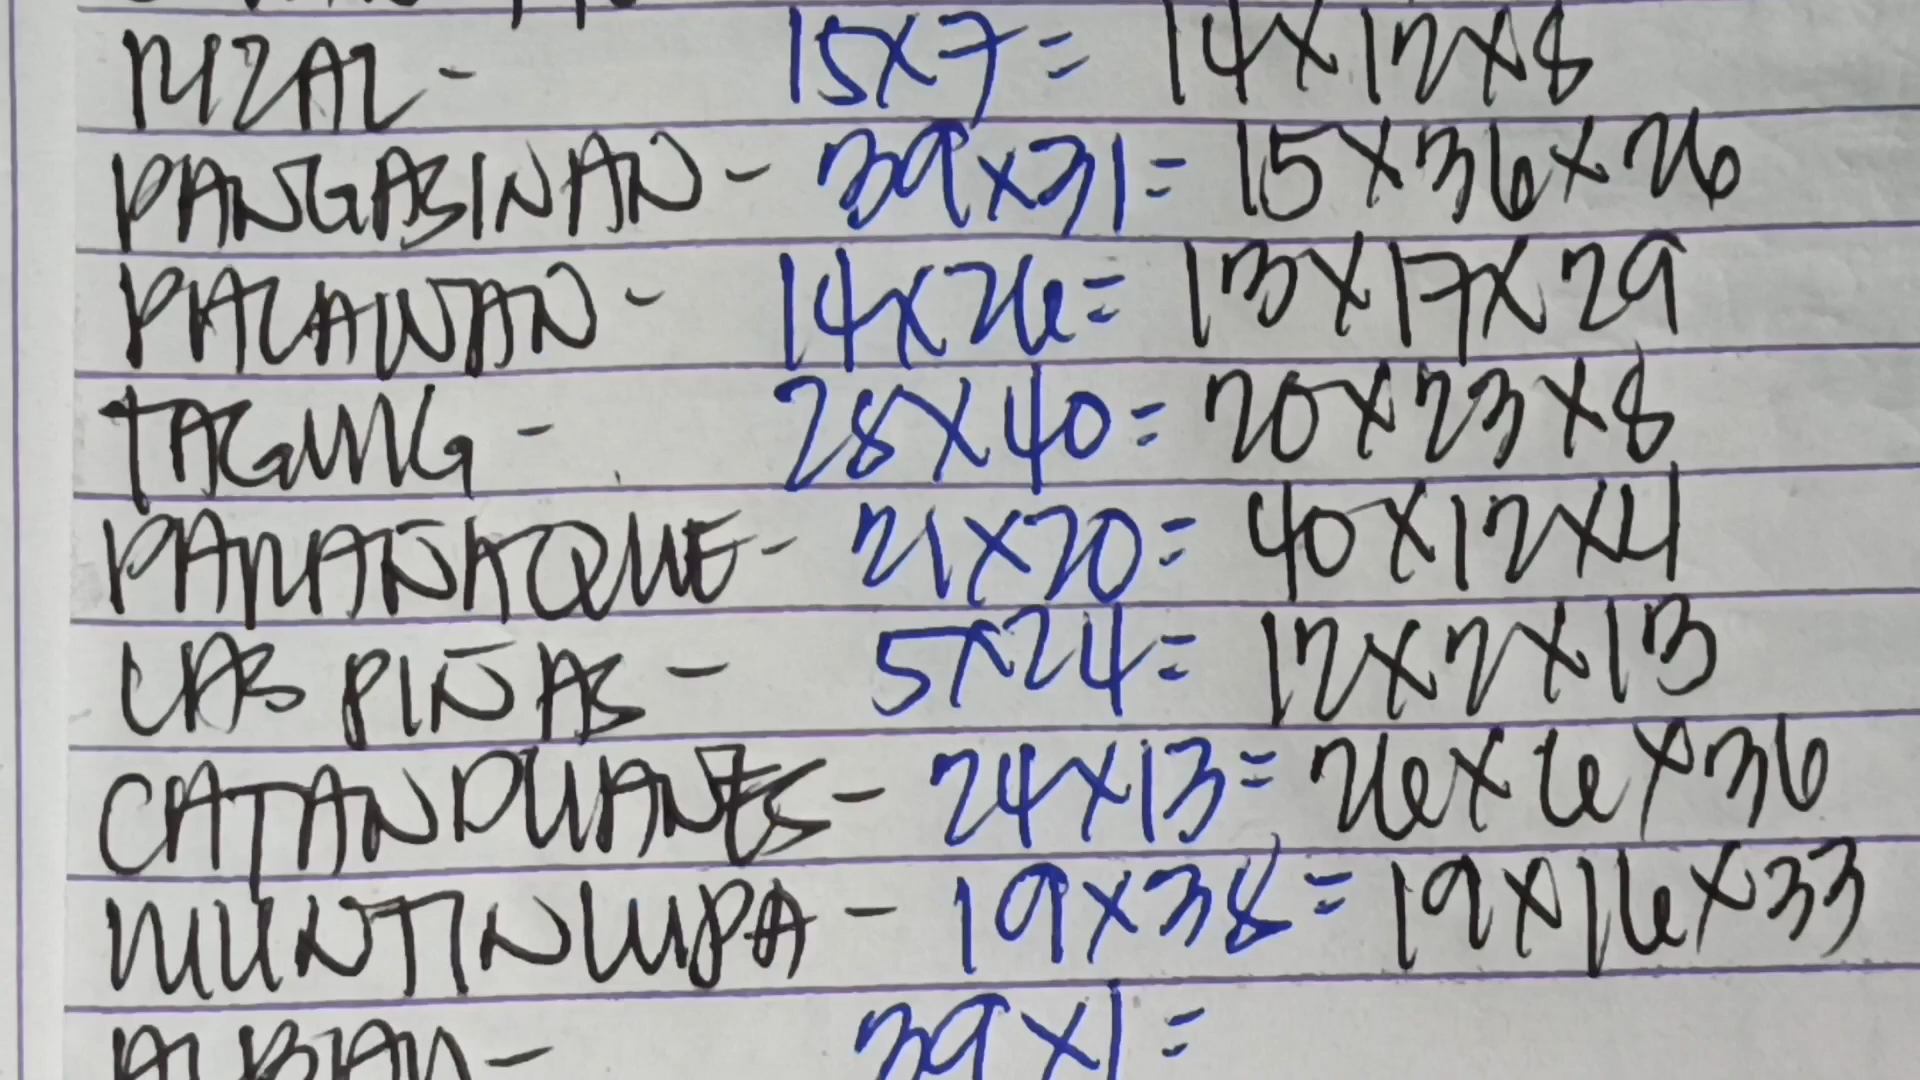 RIZAL - 15x7= 14x12x8
PANGASINAN - 39x31= 15x36x26
PALAWAN - 14x26= 13x17x29
TAGUIG - 28x40= 20x23x8
PARAÑAQUE - 21x20= 40x12x4
LAS PIÑAS - 5x24= 12x2x13
CATANDUANES - 24x13= 26x6x36
MUNTINLUPA - 19x38= 19x16x33
39x1=